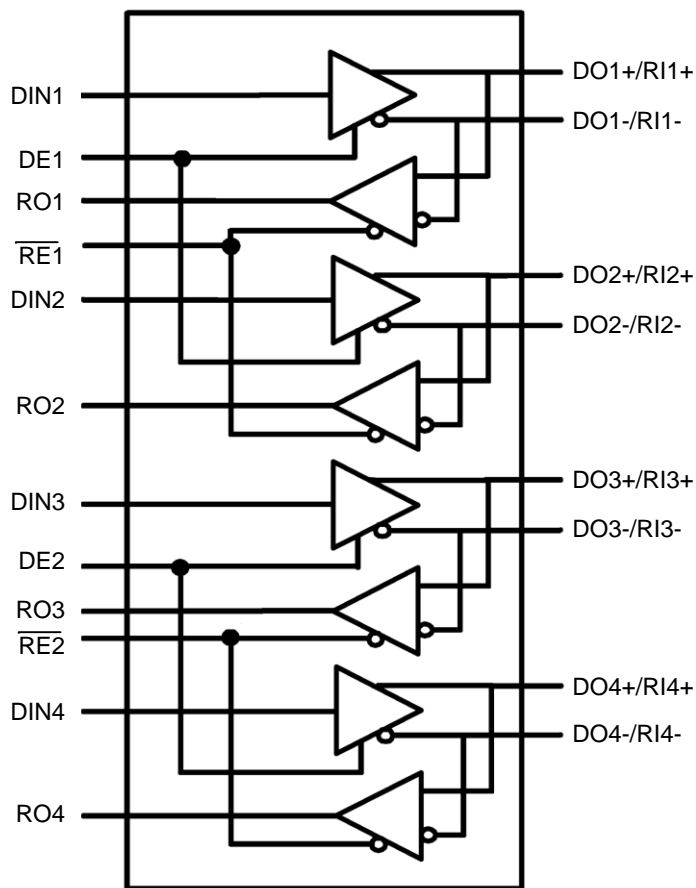 DO1+/RI1+
DIN1
DO1-/RI1-
DE1
RO1
RE1
DO2+/RI2+
DIN2
DO2-/RI2-
RO2
DO3+/RI3+
DIN3
DO3-/RI3-
DE2
RO3
RE2
DO4+/RI4+
DIN4
DO4-/RI4-
RO4